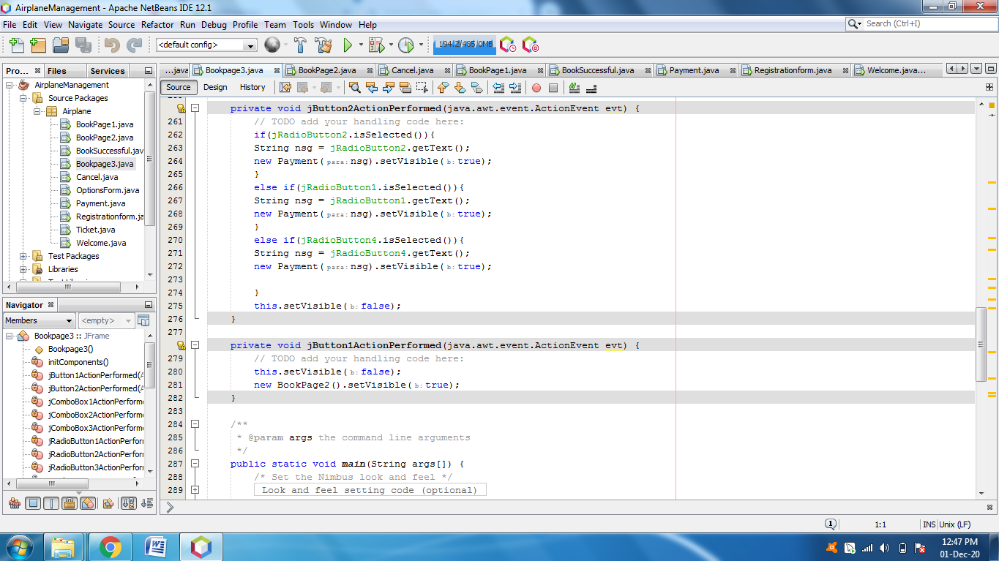 AirplaneManagement - Apache NetBeans IDE 12.1
File Edit View Navigate Source Refactor Run Debug Profile Team Tools Window Help
Search (Ctrl+I)
<default config>
194.2/485.0MB
Pro... Files Services
...java Bookpage3.java BookPage2.java Cancel.java BookPage1.java BookSuccessful.java Payment.java Registrationform.java Welcome.java...
Source Design History
AirplaneManagement
Source Packages
Airplane
BookPage1.java
BookPage2.java
BookSuccessful.jav
Bookpage3.java
Cancel.java
OptionsForm.java
Payment.java
Registrationform.ja
Ticket.java
Welcome.java
Test Packages
Libraries
Navigator
Members <empty>
Bookpage3 :: JFrame
Bookpage3()
initComponents()
jButton1ActionPerformed(A
jButton2ActionPerformed(A
jComboBox1ActionPerforme
jComboBox2ActionPerforme
jComboBox3ActionPerforme
jRadioButton1ActionPerforn
jRadioButton2ActionPerforn
jRadioButton3ActionPerforn
private void jButton2ActionPerformed(java.awt.event.ActionEvent evt) {
261 // TODO add your handling code here:
262 if(jRadioButton2.isSelected()){
263 String nsg = jRadioButton2.getText();
264 new Payment( para: nsg).setVisible( b: true);
265 }
266 else if(jRadioButton1.isSelected()){
267 String nsg = jRadioButton1.getText();
268 new Payment( para: nsg).setVisible( b: true);
269 }
270 else if(jRadioButton4.isSelected()){
271 String nsg = jRadioButton4.getText();
272 new Payment( para: nsg).setVisible( b: true);
273
274 }
275 this.setVisible( b: false);
276 }
277
private void jButton1ActionPerformed(java.awt.event.ActionEvent evt) {
279 // TODO add your handling code here:
280 this.setVisible( b: false);
281 new BookPage2().setVisible( b: true);
282 }
283
284 /**
285 * @param args the command line arguments
286 */
287 public static void main(String args[]) {
288 /* Set the Nimbus look and feel */
289 Look and feel setting code (optional)
1 1:1 INS Unix (LF)
12:47 PM
01-Dec-20